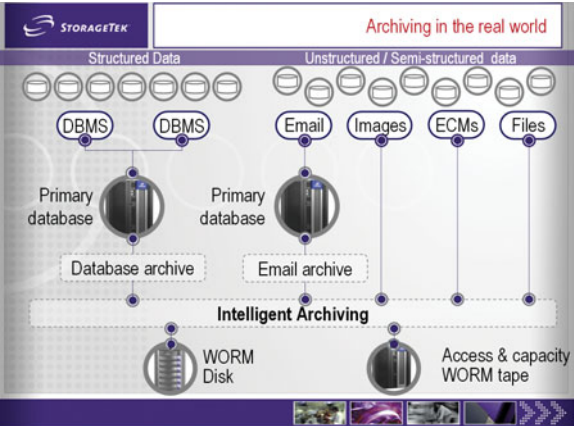 STORAGETEK
Archiving in the real world
Structured Data
Unstructured / Semi-structured data
DBMS
DBMS
Email
Images
ECMs
Files
Primary
database
Primary
database
Database archive
Email archive
Intelligent Archiving
WORM
Disk
Access & capacity
WORM tape